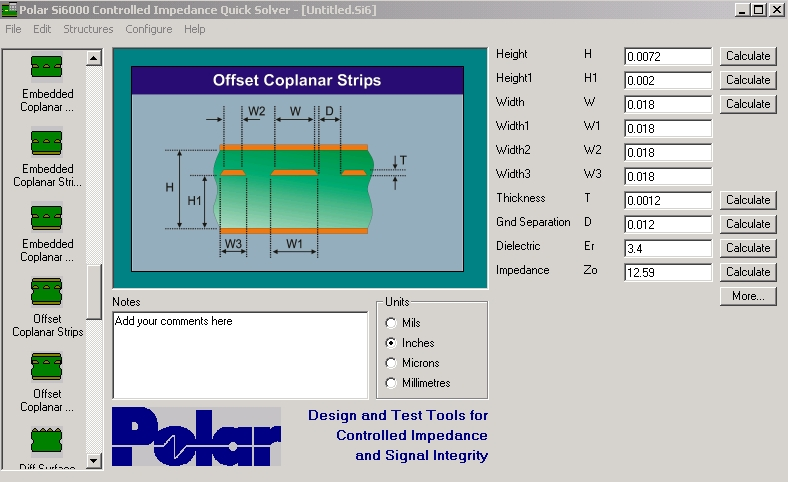 Polar Si6000 Controlled Impedance Quick Solver - [Untitled.Si6]
File Edit Structures Configure Help
Embedded
Coplanar ...
Embedded
Coplanar Stri...
Embedded
Coplanar ...
Offset
Coplanar Strips
Offset
Coplanar ...
Diff Surface
Offset Coplanar Strips
W2 W D
T
H
H1
W3 W1
Height H 0.0072 Calculate
Height1 H1 0.002 Calculate
Width W 0.018 Calculate
Width1 W1 0.018
Width2 W2 0.018
Width3 W3 0.018
Thickness T 0.0012 Calculate
Gnd Separation D 0.012 Calculate
Dielectric Er 3.4 Calculate
Impedance Zo 12.59 Calculate
More...
Notes
Add your comments here
Units
Mils
Inches
Microns
Millimetres
Polar
Design and Test Tools for
Controlled Impedance
and Signal Integrity